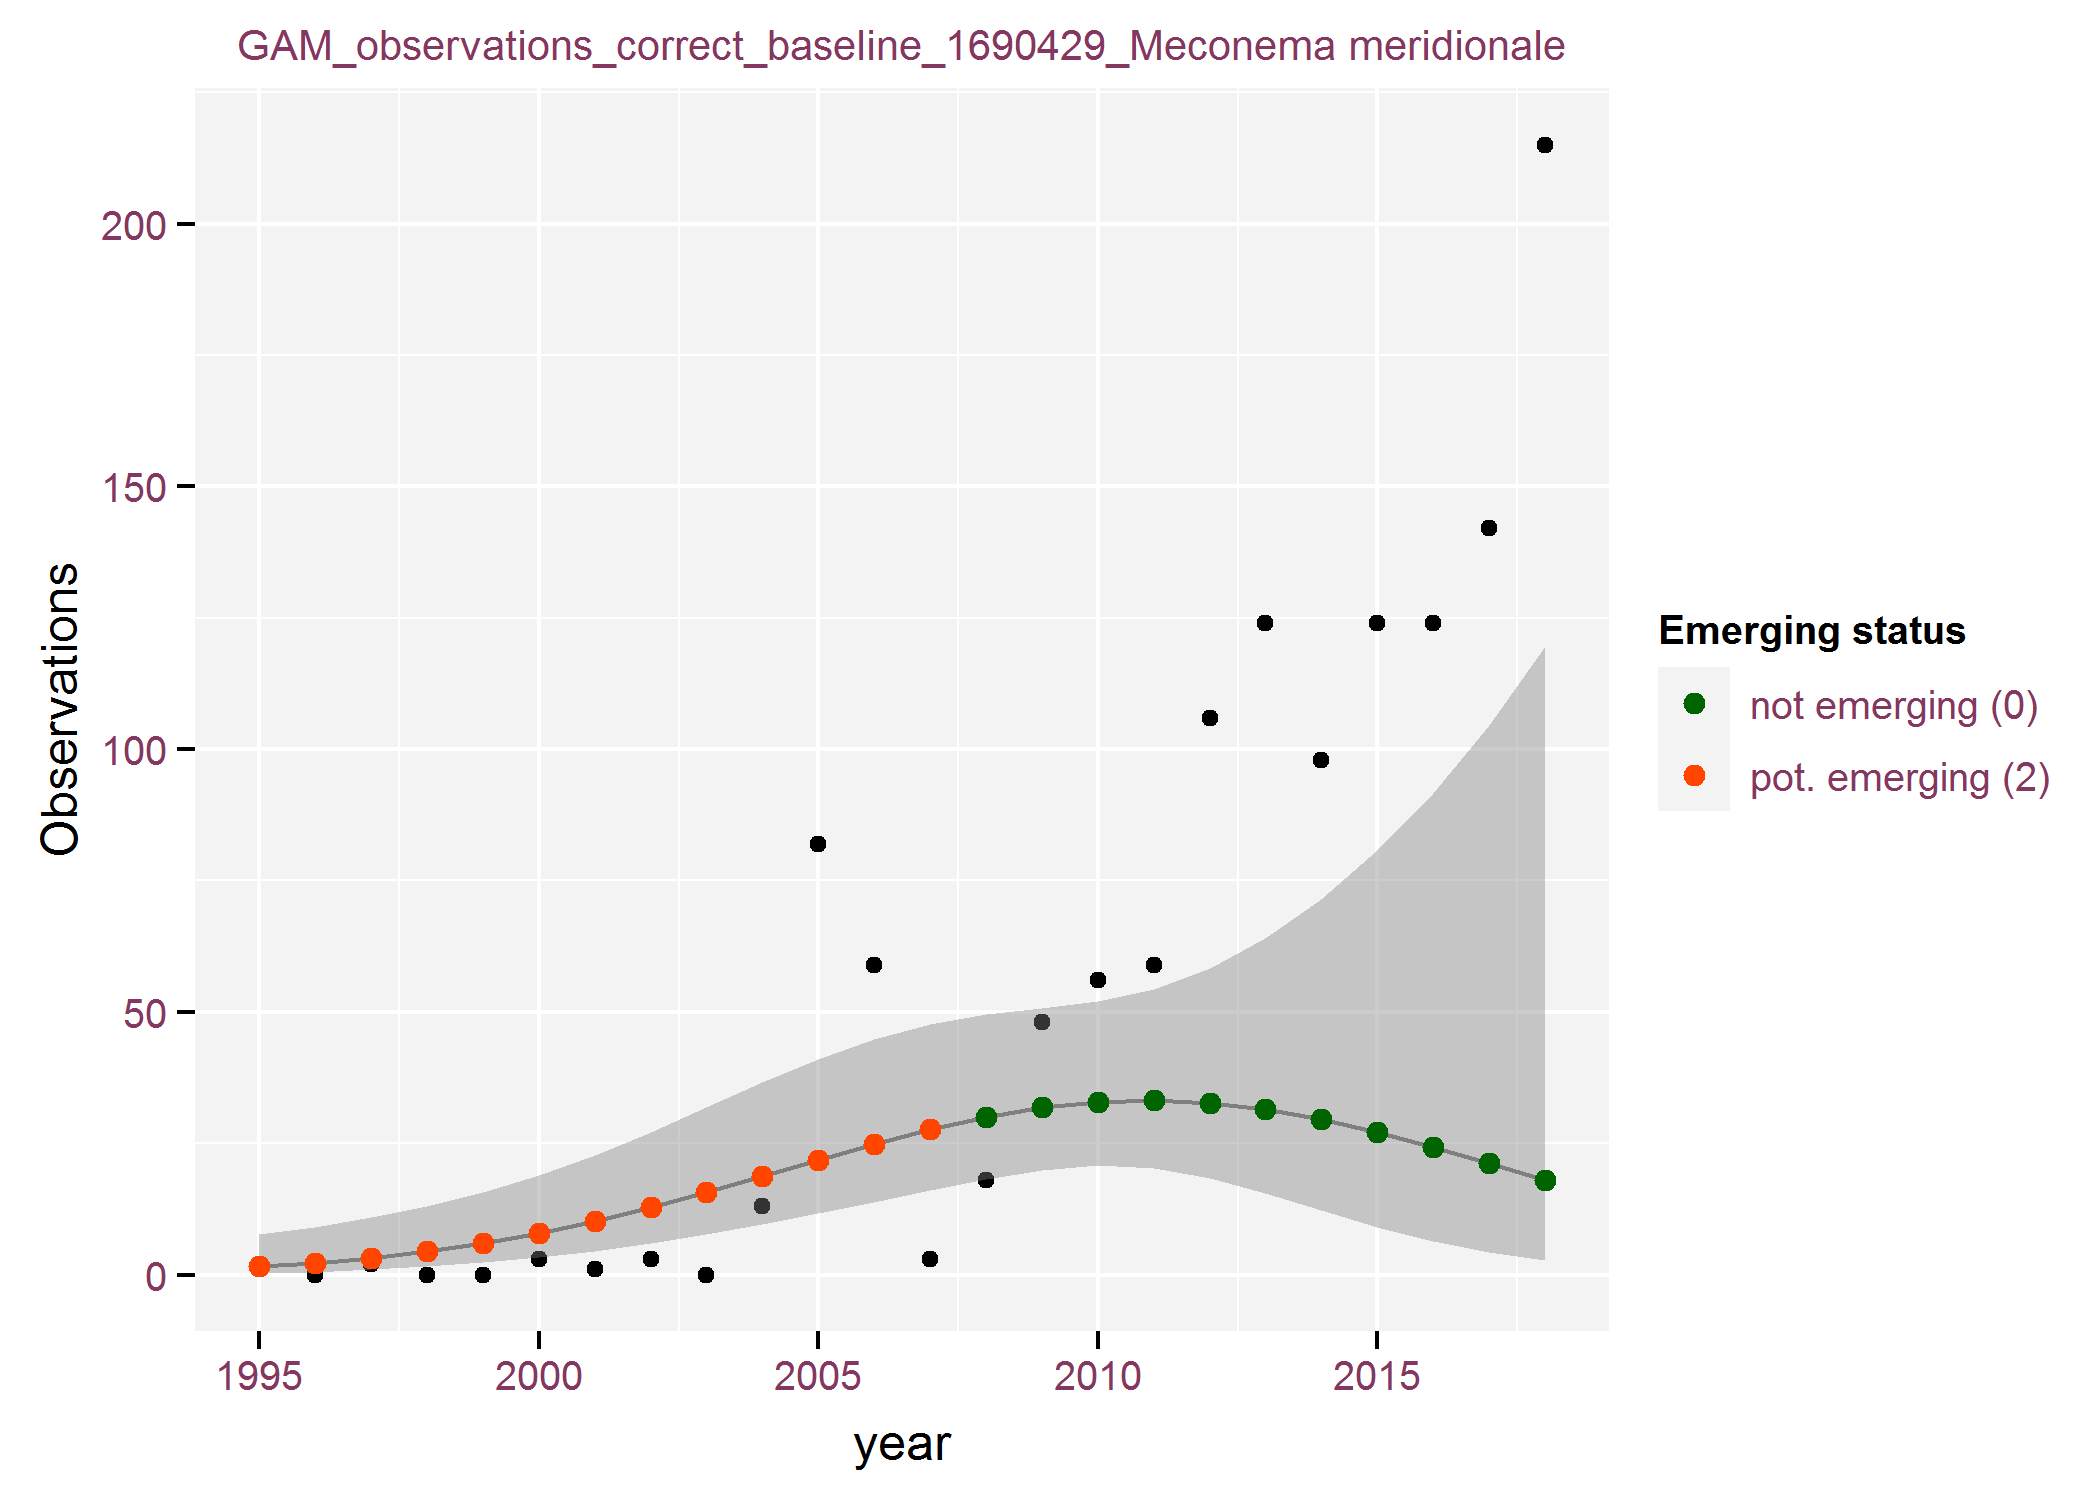 GAM_observations_correct_baseline_1690429_Meconema meridionale
200
150
100
50
0
Observations
1995 2000 2005 2010 2015
year
Emerging status
not emerging (0)
pot. emerging (2)